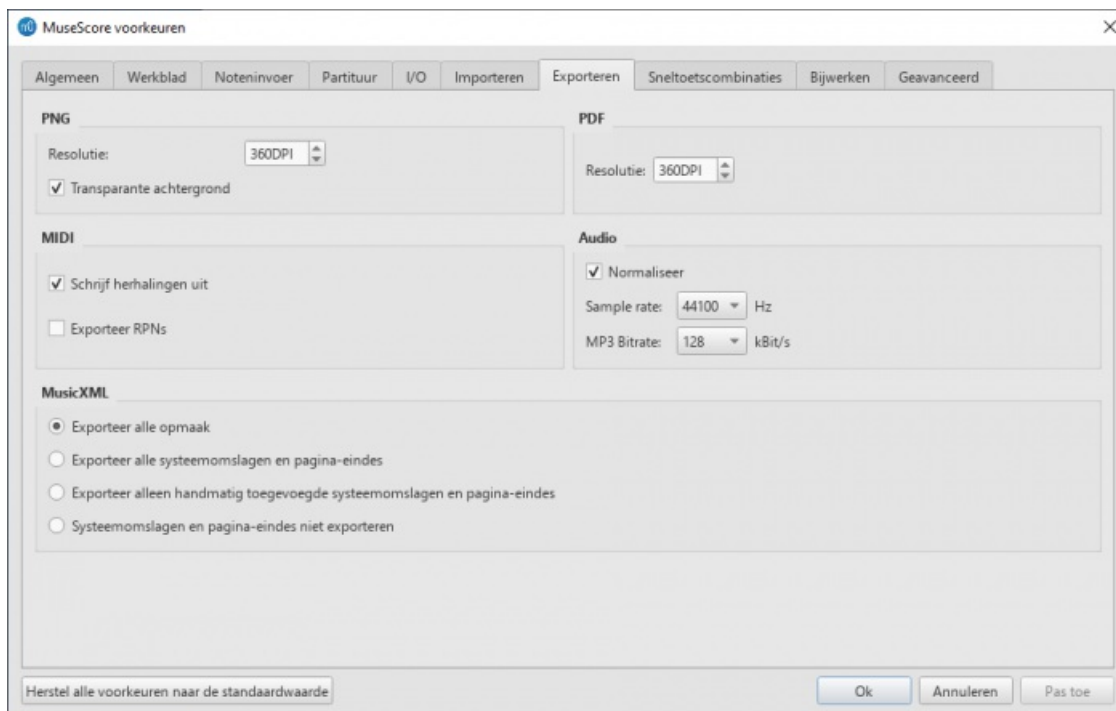 MuseScore voorkeuren
Algemeen Werkblad Noteninvoer Partituur I/O Importeren Exporteren Sneltoetscombinaties Bijwerken Geavanceerd
PNG
Resolutie: 360DPI
Transparante achtergrond
PDF
Resolutie: 360DPI
MIDI
Schrijf herhalingen uit
Exporteer RPNs
Audio
Normaliseer
Sample rate: 44100 Hz
MP3 Bitrate: 128 kBit/s
MusicXML
Exporteer alle opmaak
Exporteer alle systeemomslagen en pagina-eindes
Exporteer alleen handmatig toegevoegde systeemomslagen en pagina-eindes
Systeemomslagen en pagina-eindes niet exporteren
Herstel alle voorkeuren naar de standaardwaarde Ok Annuleren Pas toe